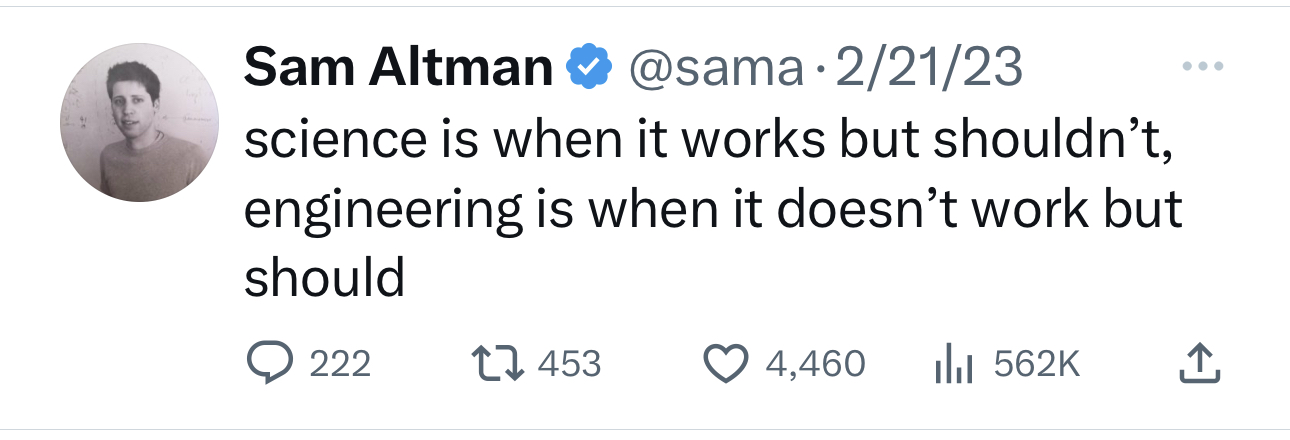 Sam Altman @sama · 2/21/23
science is when it works but shouldn’t,
engineering is when it doesn’t work but
should
222 453 4,460 562K